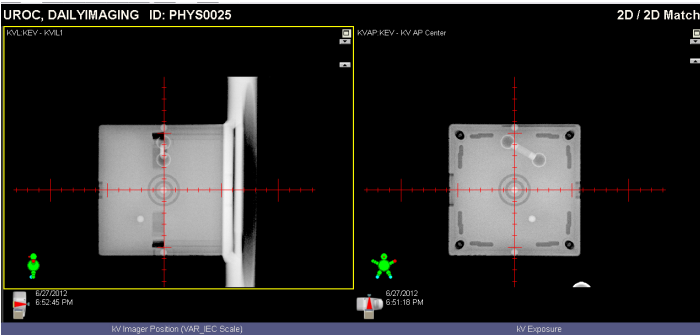 UROC, DAILYIMAGING ID: PHYS0025
2D / 2D Match
KVL:KEV - KVIL1
KVAP:KEV - KV AP Center
6/27/2012
6:52:45 PM
6/27/2012
6:51:18 PM
kV Imager Position (VAR_IEC Scale)
kV Exposure